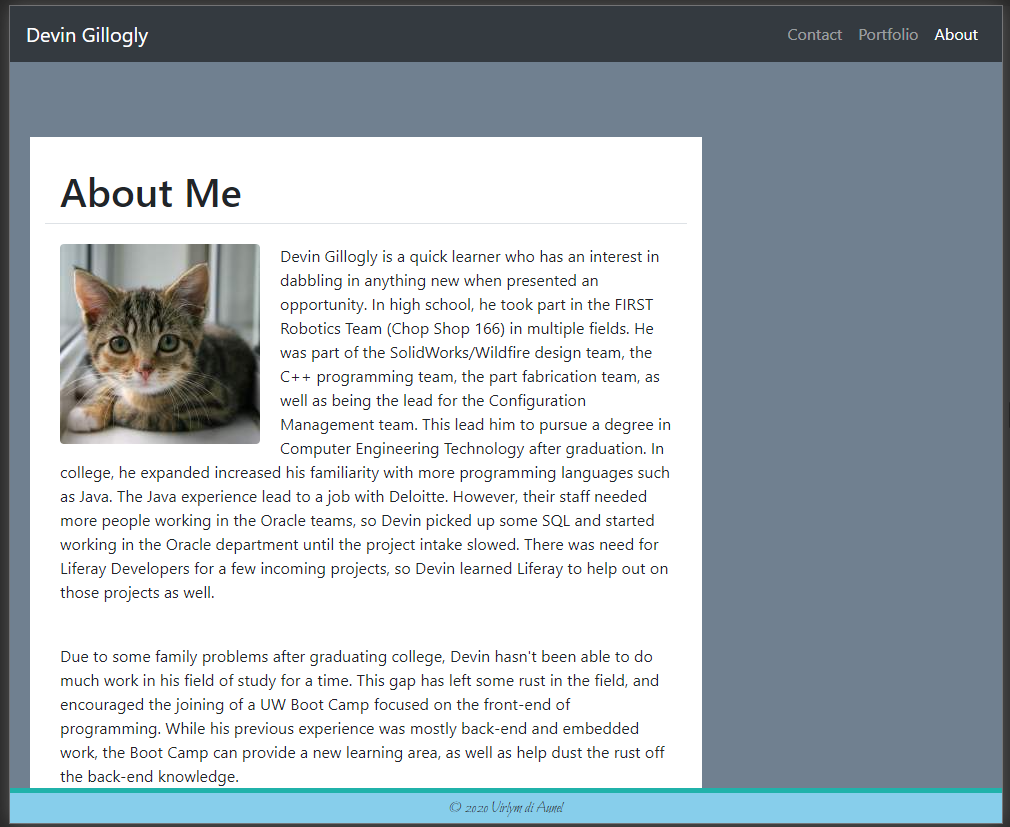 Devin Gillogly
Contact Portfolio About
About Me
Devin Gillogly is a quick learner who has an interest in
dabbling in anything new when presented an
opportunity. In high school, he took part in the FIRST
Robotics Team (Chop Shop 166) in multiple fields. He
was part of the SolidWorks/Wildfire design team, the
C++ programming team, the part fabrication team, as
well as being the lead for the Configuration
Management team. This lead him to pursue a degree in
Computer Engineering Technology after graduation. In
college, he expanded increased his familiarity with more programming languages such
as Java. The Java experience lead to a job with Deloitte. However, their staff needed
more people working in the Oracle teams, so Devin picked up some SQL and started
working in the Oracle department until the project intake slowed. There was need for
Liferay Developers for a few incoming projects, so Devin learned Liferay to help out on
those projects as well.
Due to some family problems after graduating college, Devin hasn't been able to do
much work in his field of study for a time. This gap has left some rust in the field, and
encouraged the joining of a UW Boot Camp focused on the front-end of
programming. While his previous experience was mostly back-end and embedded
work, the Boot Camp can provide a new learning area, as well as help dust the rust off
the back-end knowledge.
© 2020 Virlym di Aunel